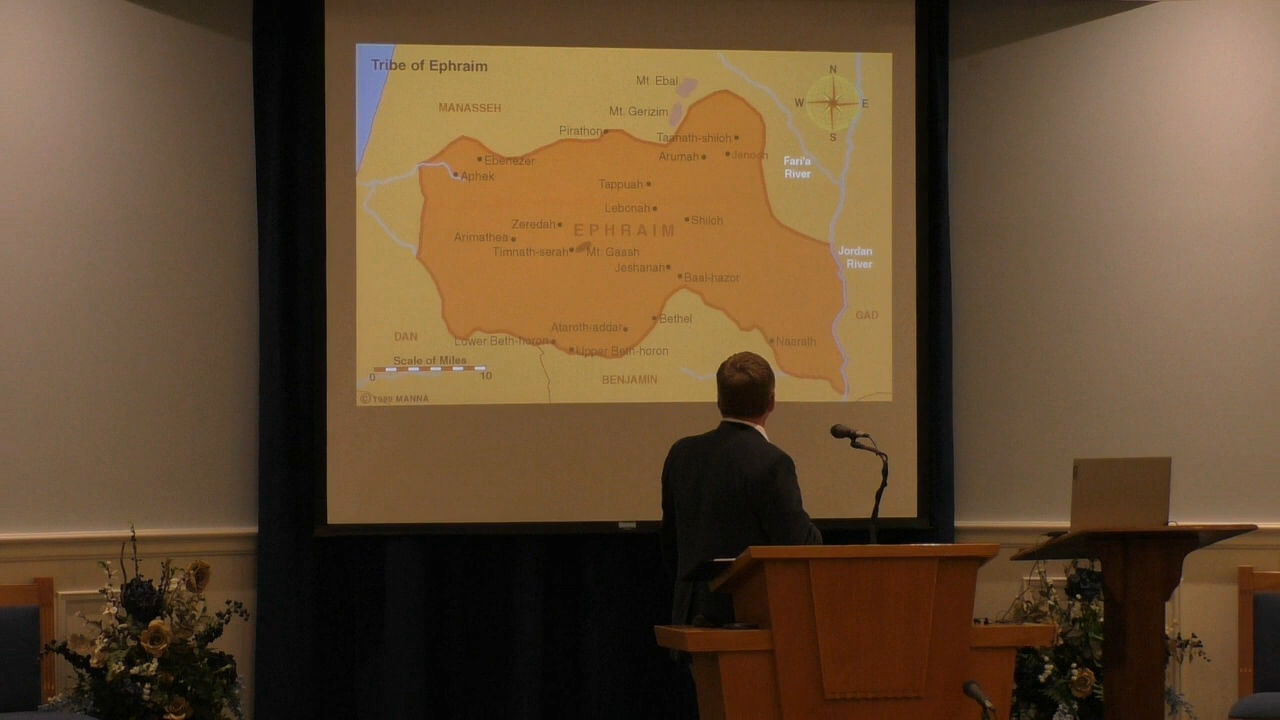 Tribe of Ephraim
N
Mt. Ebal
W
E
MANASSEH
Mt. Gerizim
S
Pirathon
Taanath-shiloh
Arumah
Janoah
Ebenezer
Fari'a
River
Aphek
Tappuah
Lebonah
Shiloh
Zeredah
EPHRAIM
Arimathea
Timnath-serah
Mt. Gaash
Jordan
River
Jeshanah
Baal-hazor
GAD
Bethel
Ataroth-addar
DAN
Lower Beth-horon
Upper Beth-horon
Naarath
Scale of Miles
0
10
BENJAMIN
©1989 MANNA